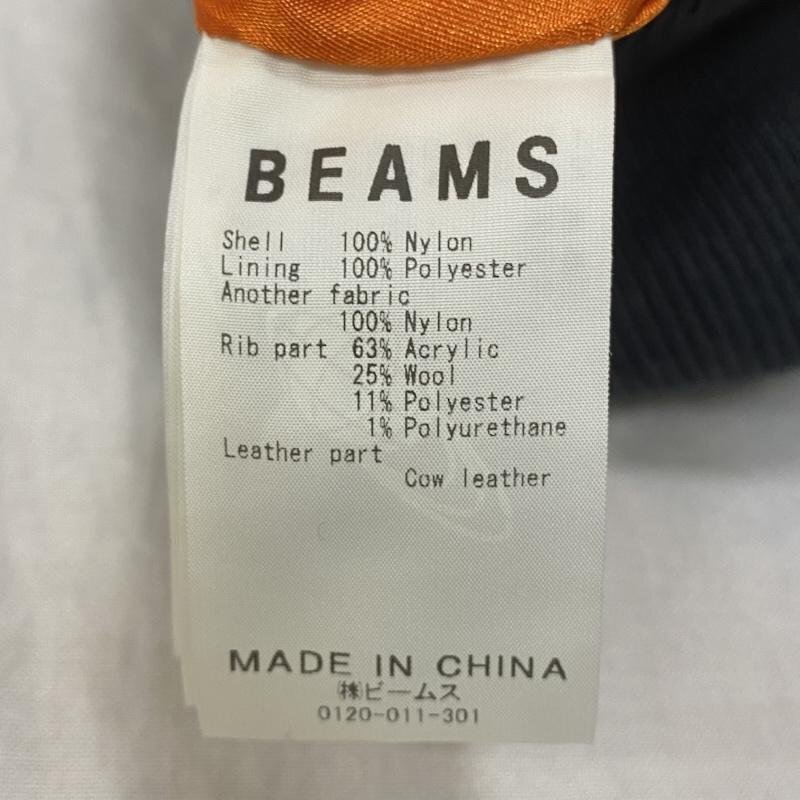 BEAMS
Shell 100% Nylon
Lining 100% Polyester
Another fabric
100% Nylon
Rib part 63% Acrylic
25% Wool
11% Polyester
1% Polyurethane
Leather part
Cow leather
MADE IN CHINA
㈱ビームス
0120-011-301